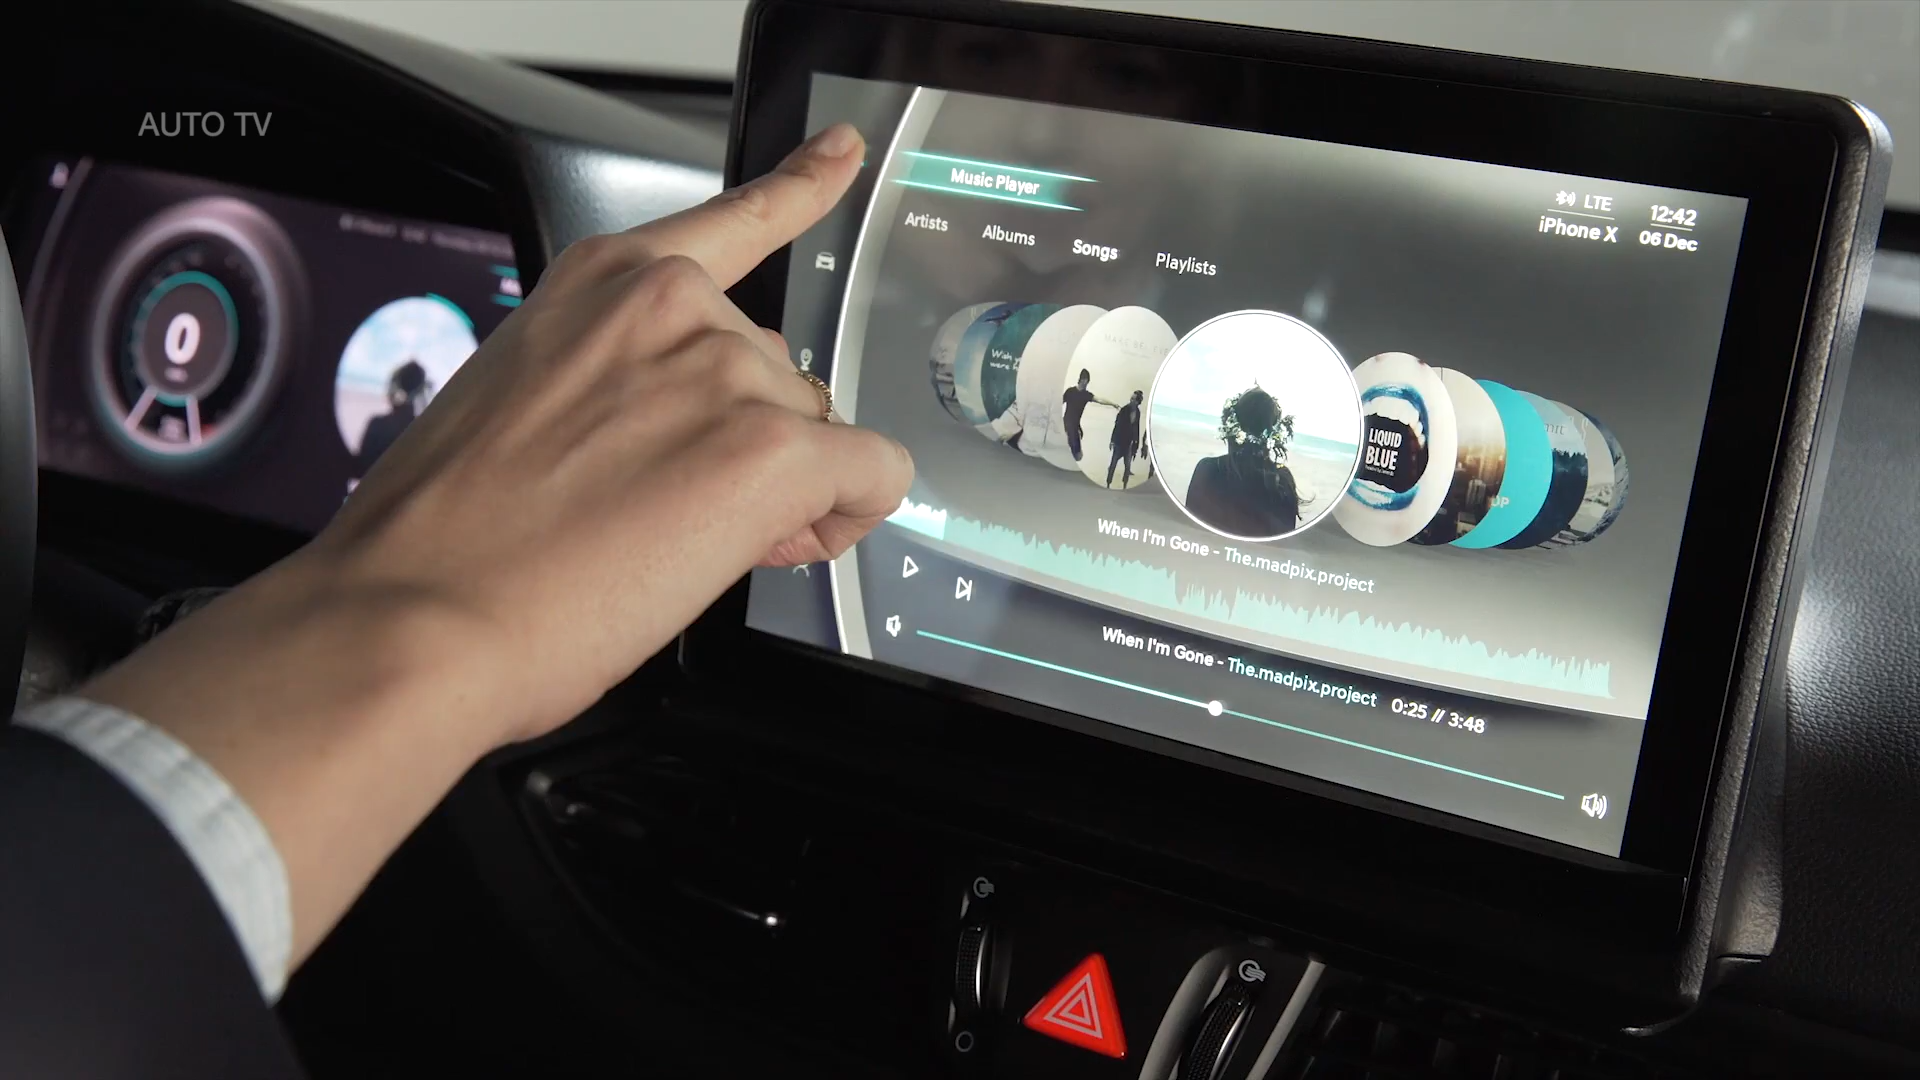 AUTO TV
0
Music Player
LTE
12:42
iPhone X
06 Dec
Artists
Albums
Songs
Playlists
LIQUID
BLUE
When I'm Gone - The.madpix.project
When I'm Gone - The.madpix.project
0:25 // 3:48